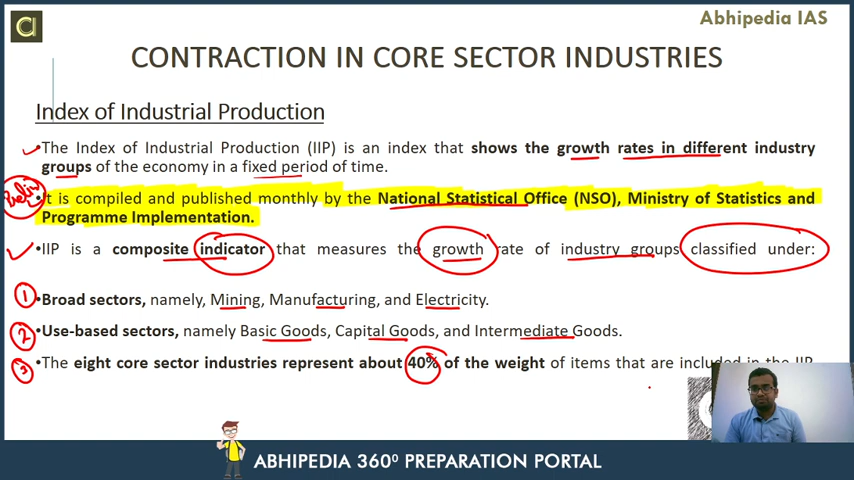 Abhipedia IAS
CONTRACTION IN CORE SECTOR INDUSTRIES
Index of Industrial Production
•The Index of Industrial Production (IIP) is an index that shows the growth rates in different industry
groups of the economy in a fixed period of time.
•It is compiled and published monthly by the National Statistical Office (NSO), Ministry of Statistics and
Programme Implementation.
•IIP is a composite indicator that measures the growth rate of industry groups classified under:
1 •Broad sectors, namely, Mining, Manufacturing, and Electricity.
2 •Use-based sectors, namely Basic Goods, Capital Goods, and Intermediate Goods.
3 •The eight core sector industries represent about 40% of the weight of items that are included in the IIP.
ABHIPEDIA 360⁰ PREPARATION PORTAL